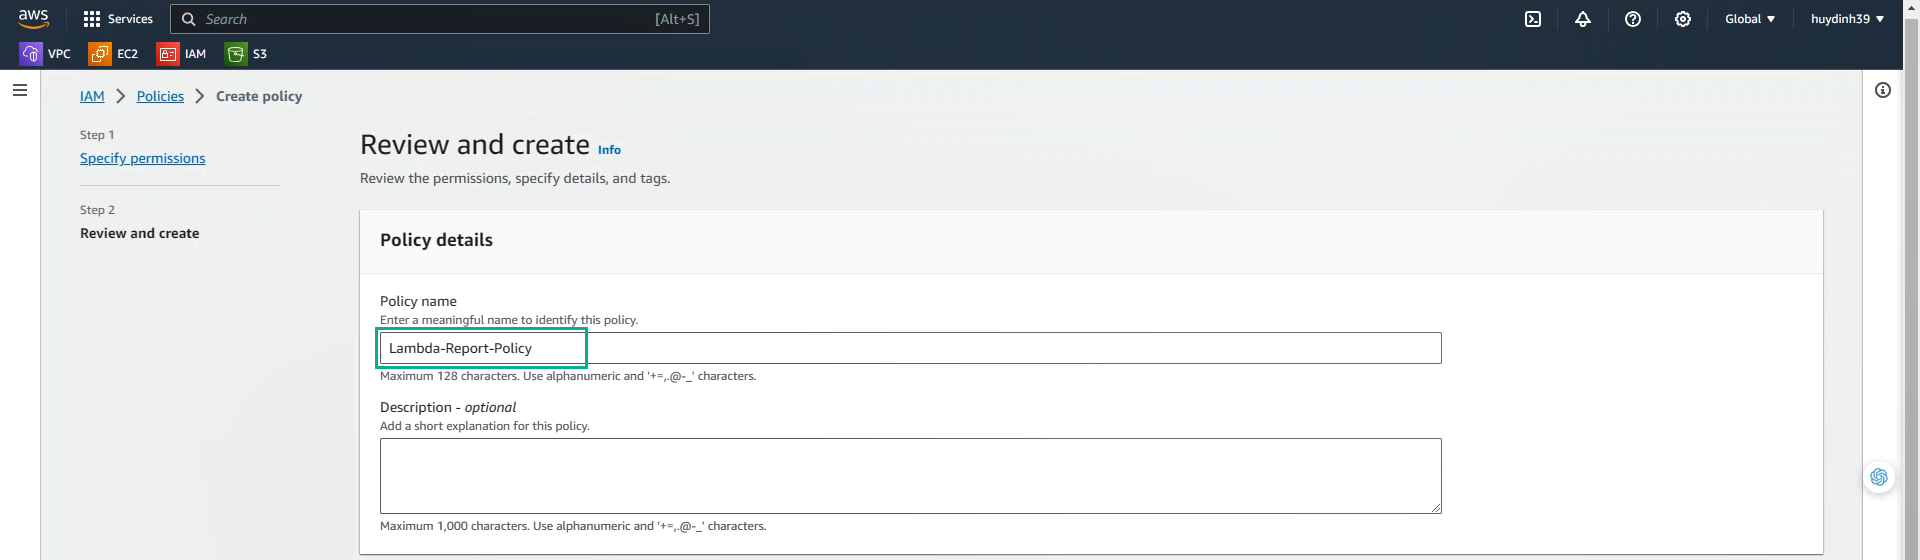 aws Services Search [Alt+S] Global huydinh39
VPC EC2 IAM S3
IAM Policies Create policy
Step 1
Specify permissions
Step 2
Review and create
Review and create Info
Review the permissions, specify details, and tags.
Policy details
Policy name
Enter a meaningful name to identify this policy.
Lambda-Report-Policy
Maximum 128 characters. Use alphanumeric and '+=,.@-_' characters.
Description - optional
Add a short explanation for this policy.
Maximum 1,000 characters. Use alphanumeric and '+=,.@-_' characters.